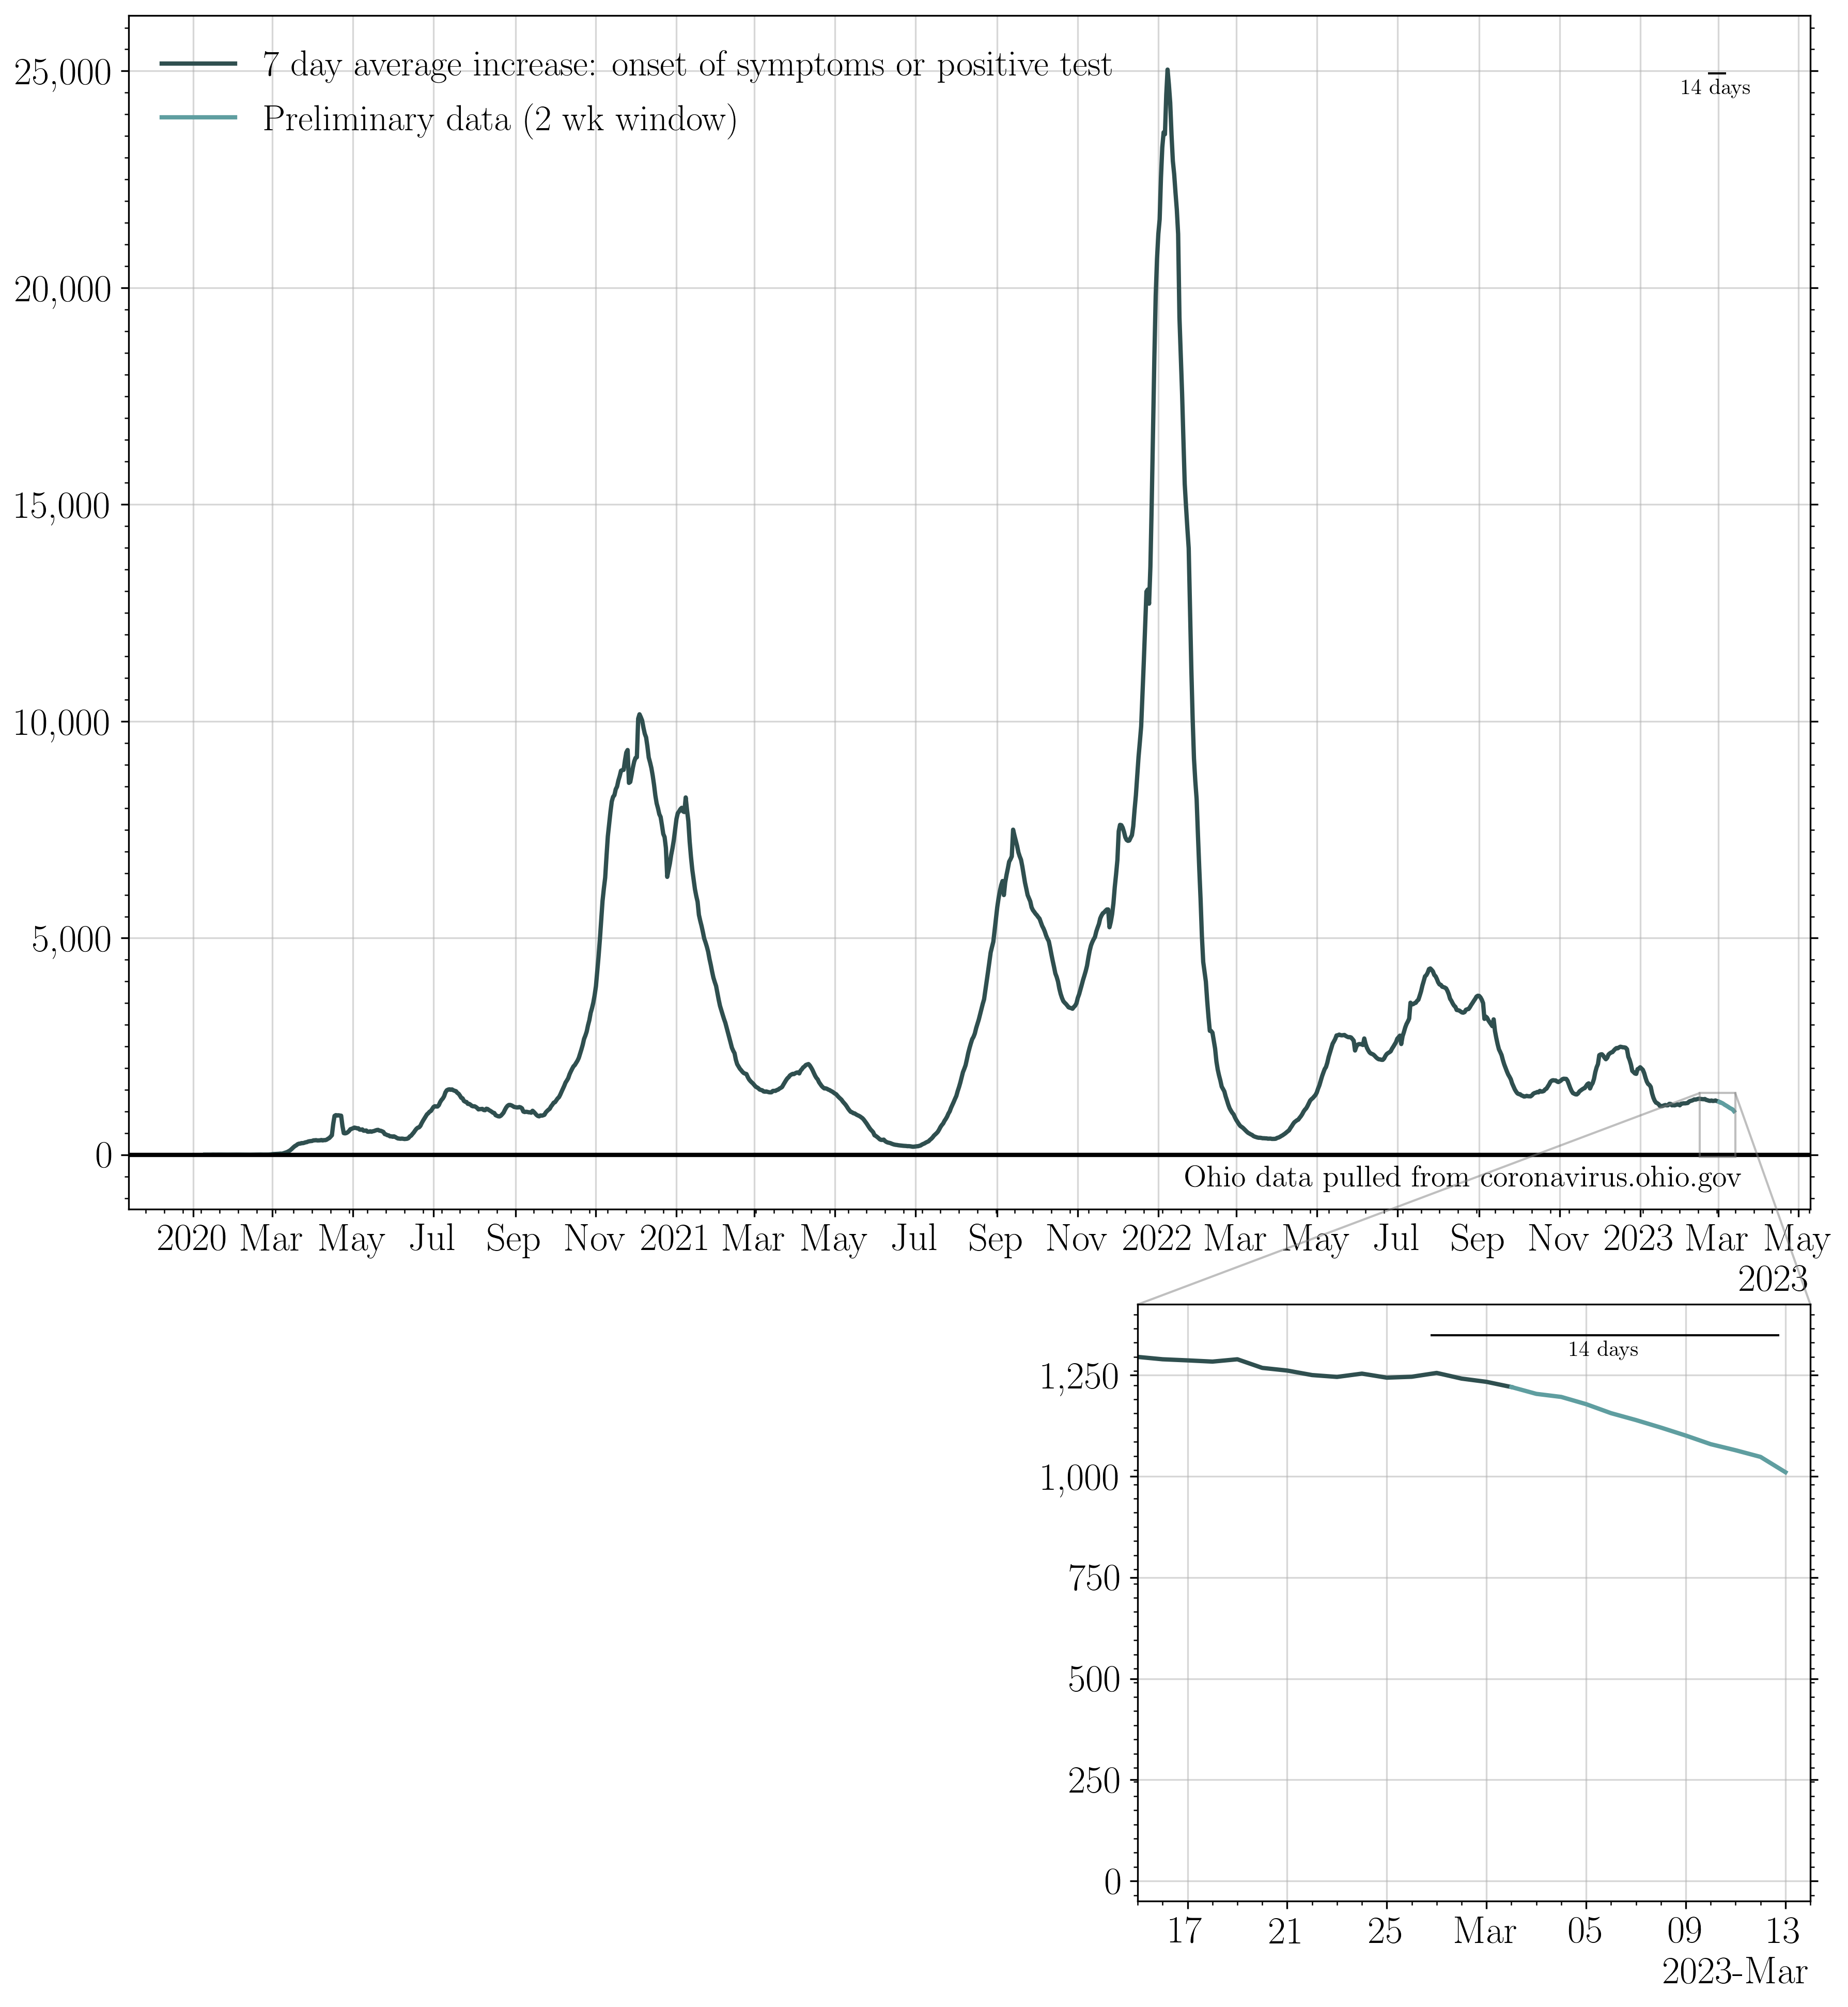 7 day average increase: onset of symptoms or positive test
Preliminary data (2 wk window)
14 days
25,000
20,000
15,000
10,000
5,000
0
Ohio data pulled from coronavirus.ohio.gov
2020 Mar May Jul Sep Nov 2021 Mar May Jul Sep Nov 2022 Mar May Jul Sep Nov 2023 Mar May
2023
14 days
1,250
1,000
750
500
250
0
17 21 25 Mar 05 09 13
2023-Mar